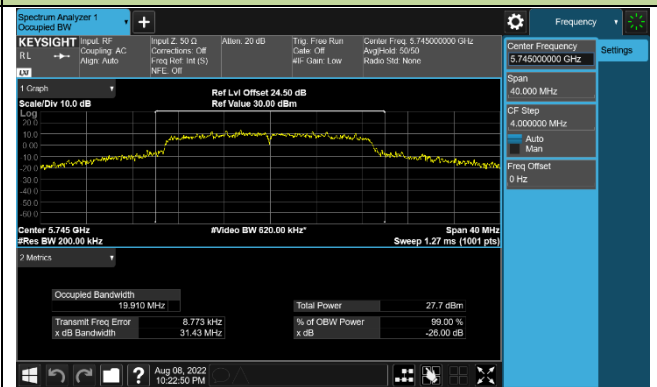 Spectrum Analyzer 1
Occupied BW
Frequency
KEYSIGHT
RL
LXI
Input: RF
Coupling: AC
Align: Auto
Input Z: 50 Ω
Corrections: Off
Freq Ref: Int (S)
NFE: Off
Atten: 20 dB
Trig: Free Run
Gate: Off
#IF Gain: Low
Center Freq: 5.745000000 GHz
Avg|Hold: 50/50
Radio Std: None
Center Frequency
5.745000000 GHz
Settings
Span
40.000 MHz
CF Step
4.000000 MHz
Auto
Man
Freq Offset
0 Hz
1 Graph
Scale/Div 10.0 dB
Ref Lvl Offset 24.50 dB
Ref Value 30.00 dBm
Log
20.0
10.0
0.00
-10.0
-20.0
-30.0
-40.0
-50.0
-60.0
Center 5.745 GHz
#Video BW 620.00 kHz*
Span 40 MHz
#Res BW 200.00 kHz
Sweep 1.27 ms (1001 pts)
2 Metrics
Occupied Bandwidth
19.910 MHz
Total Power 27.7 dBm
Transmit Freq Error 8.773 kHz
% of OBW Power 99.00 %
x dB Bandwidth 31.43 MHz
x dB -26.00 dB
?
Aug 08, 2022
10:22:50 PM